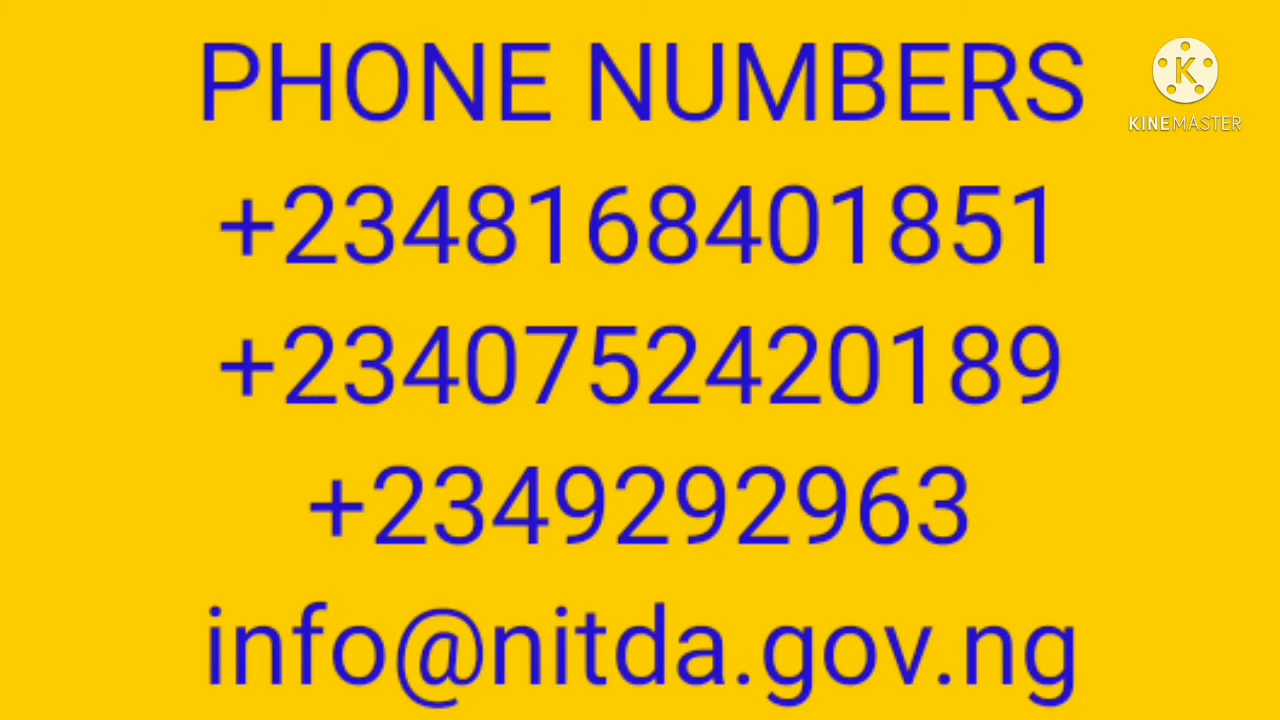 PHONE NUMBERS
K
KINEMASTER
+2348168401851
+2340752420189
+2349292963
info@nitda.gov.ng